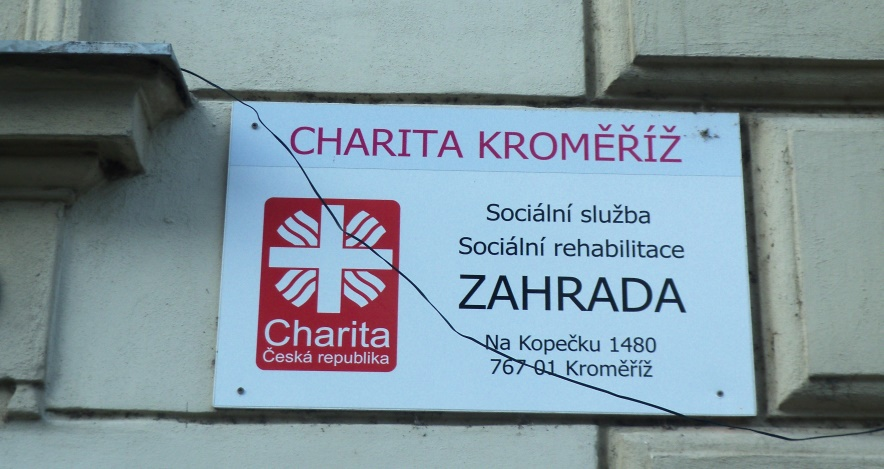 CHARITA KROMĚŘÍŽ
Charita
Česká republika
Sociální služba
Sociální rehabilitace
ZAHRADA
Na Kopečku 1480
767 01 Kroměříž